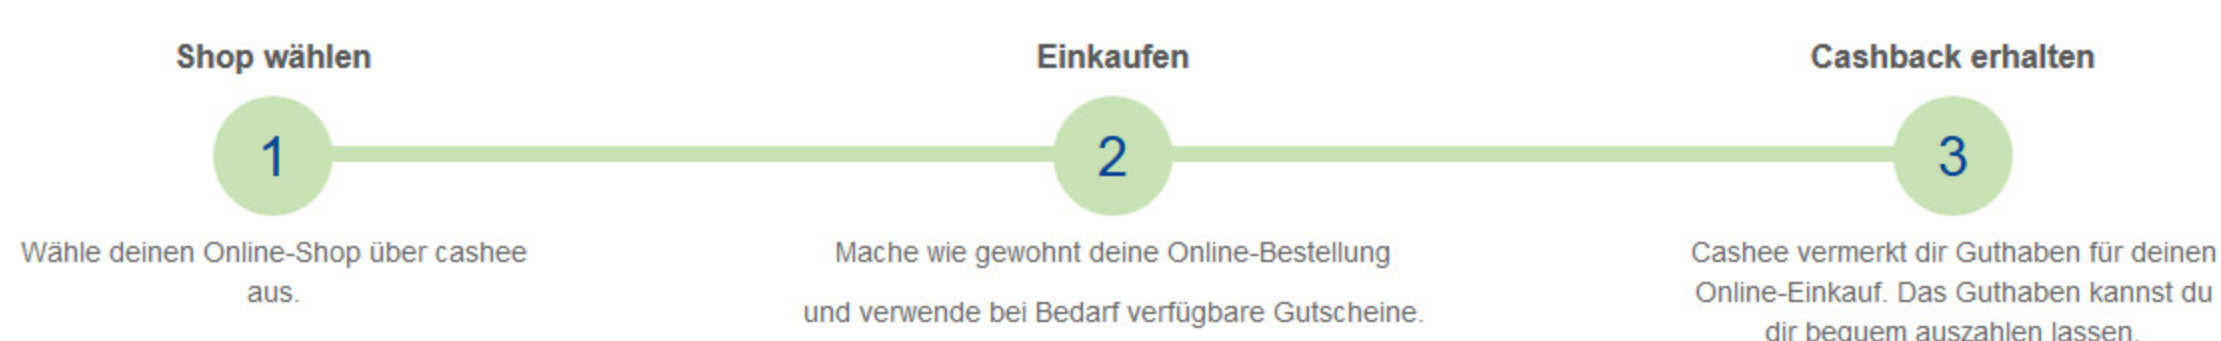 Shop wählen
1
Wähle deinen Online-Shop über cashee
aus.
Einkaufen
2
Mache wie gewohnt deine Online-Bestellung
und verwende bei Bedarf verfügbare Gutscheine.
Cashback erhalten
3
Cashee vermerkt dir Guthaben für deinen
Online-Einkauf. Das Guthaben kannst du
dir bequem auszahlen lassen.